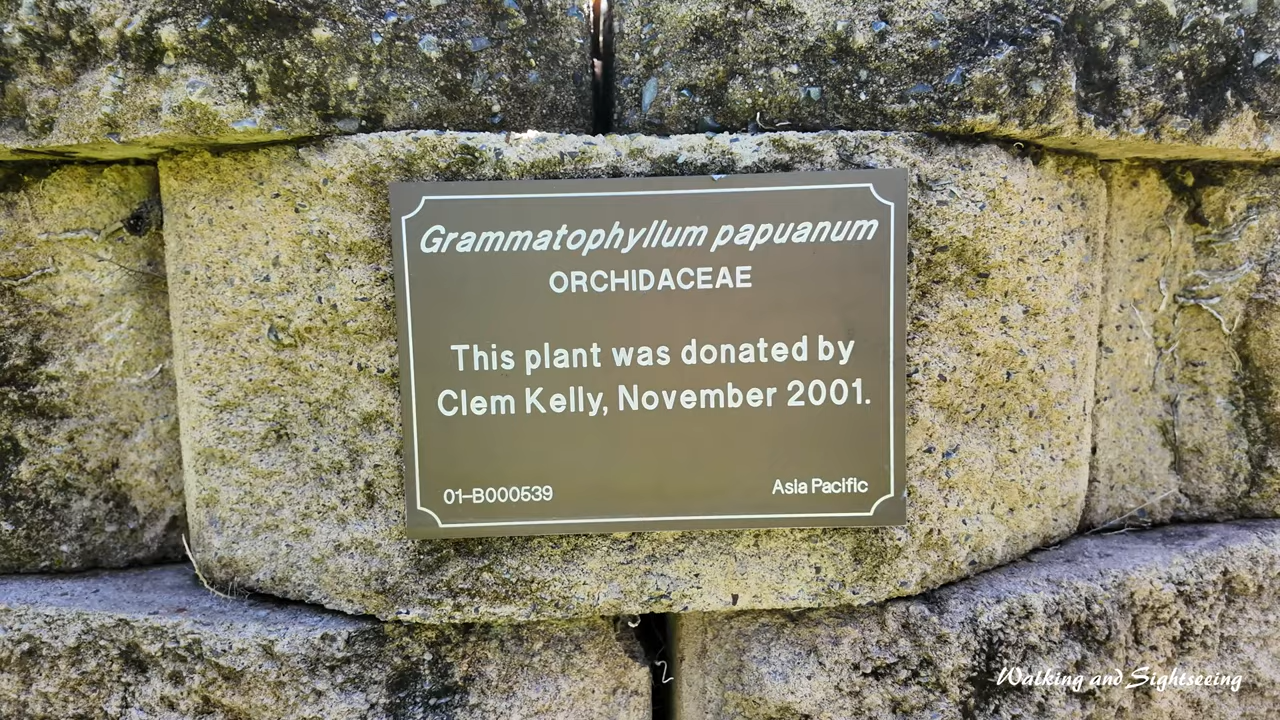 Grammatophyllum papuanum
ORCHIDACEAE
This plant was donated by
Clem Kelly, November 2001.
01-B000539
Asia Pacific
Walking and Sightseeing